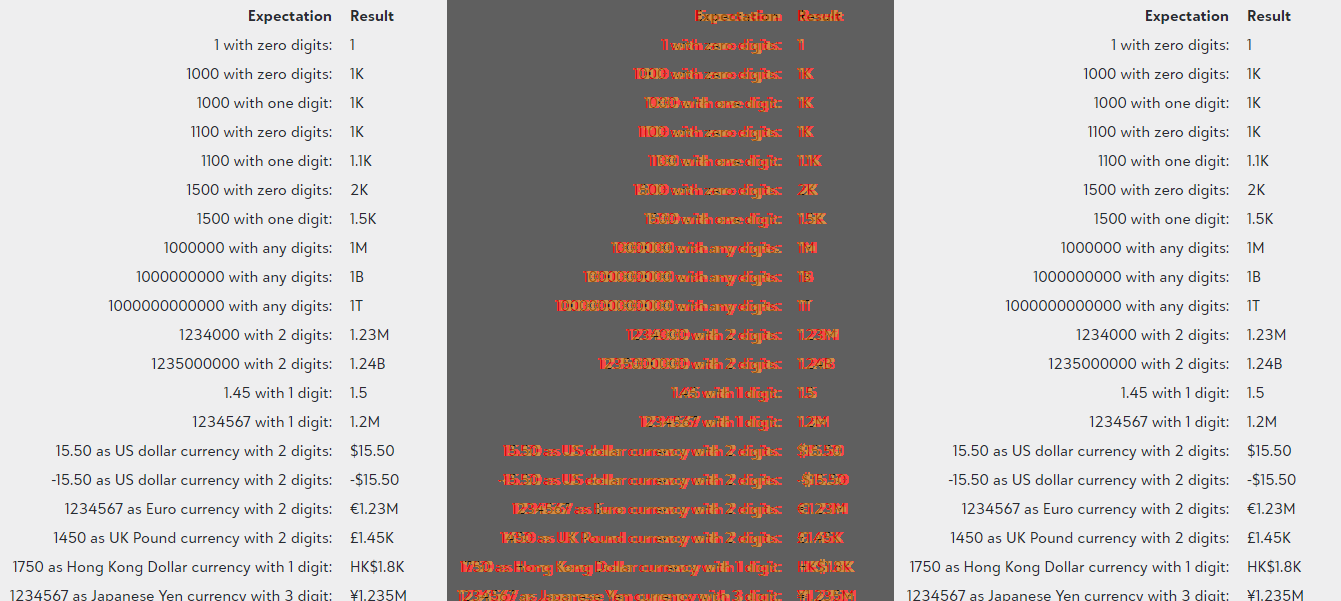 Expectation Result Expectation Result Expectation Result
1 with zero digits: 1 1 with zero digits: 1 1 with zero digits: 1
1000 with zero digits: 1K 1000 with zero digits: 1K 1000 with zero digits: 1K
1000 with one digit: 1K 1000 with one digit: 1K 1000 with one digit: 1K
1100 with zero digits: 1K 1100 with zero digits: 1K 1100 with zero digits: 1K
1100 with one digit: 1.1K 1100 with one digit: 1.1K 1100 with one digit: 1.1K
1500 with zero digits: 2K 1500 with zero digits: 2K 1500 with zero digits: 2K
1500 with one digit: 1.5K 1500 with one digit: 1.5K 1500 with one digit: 1.5K
1000000 with any digits: 1M 1000000 with any digits: 1M 1000000 with any digits: 1M
1000000000 with any digits: 1B 1000000000 with any digits: 1B 1000000000 with any digits: 1B
1000000000000 with any digits: 1T 1000000000000 with any digits: 1T 1000000000000 with any digits: 1T
1234000 with 2 digits: 1.23M 1234000 with 2 digits: 1.23M 1234000 with 2 digits: 1.23M
1235000000 with 2 digits: 1.24B 1235000000 with 2 digits: 1.24B 1235000000 with 2 digits: 1.24B
1.45 with 1 digit: 1.5 1.45 with 1 digit: 1.5 1.45 with 1 digit: 1.5
1234567 with 1 digit: 1.2M 1234567 with 1 digit: 1.2M 1234567 with 1 digit: 1.2M
15.50 as US dollar currency with 2 digits: $15.50 15.50 as US dollar currency with 2 digits: $15.50 15.50 as US dollar currency with 2 digits: $15.50
-15.50 as US dollar currency with 2 digits: -$15.50 -15.50 as US dollar currency with 2 digits: -$15.50 -15.50 as US dollar currency with 2 digits: -$15.50
1234567 as Euro currency with 2 digits: €1.23M 1234567 as Euro currency with 2 digits: €1.23M 1234567 as Euro currency with 2 digits: €1.23M
1450 as UK Pound currency with 2 digits: £1.45K 1450 as UK Pound currency with 2 digits: £1.45K 1450 as UK Pound currency with 2 digits: £1.45K
1750 as Hong Kong Dollar currency with 1 digit: HK$1.8K 1750 as Hong Kong Dollar currency with 1 digit: HK$1.8K 1750 as Hong Kong Dollar currency with 1 digit: HK$1.8K
1234567 as Japanese Yen currency with 3 digit: ¥1.235M 1234567 as Japanese Yen currency with 3 digit: ¥1.235M 1234567 as Japanese Yen currency with 3 digit: ¥1.235M